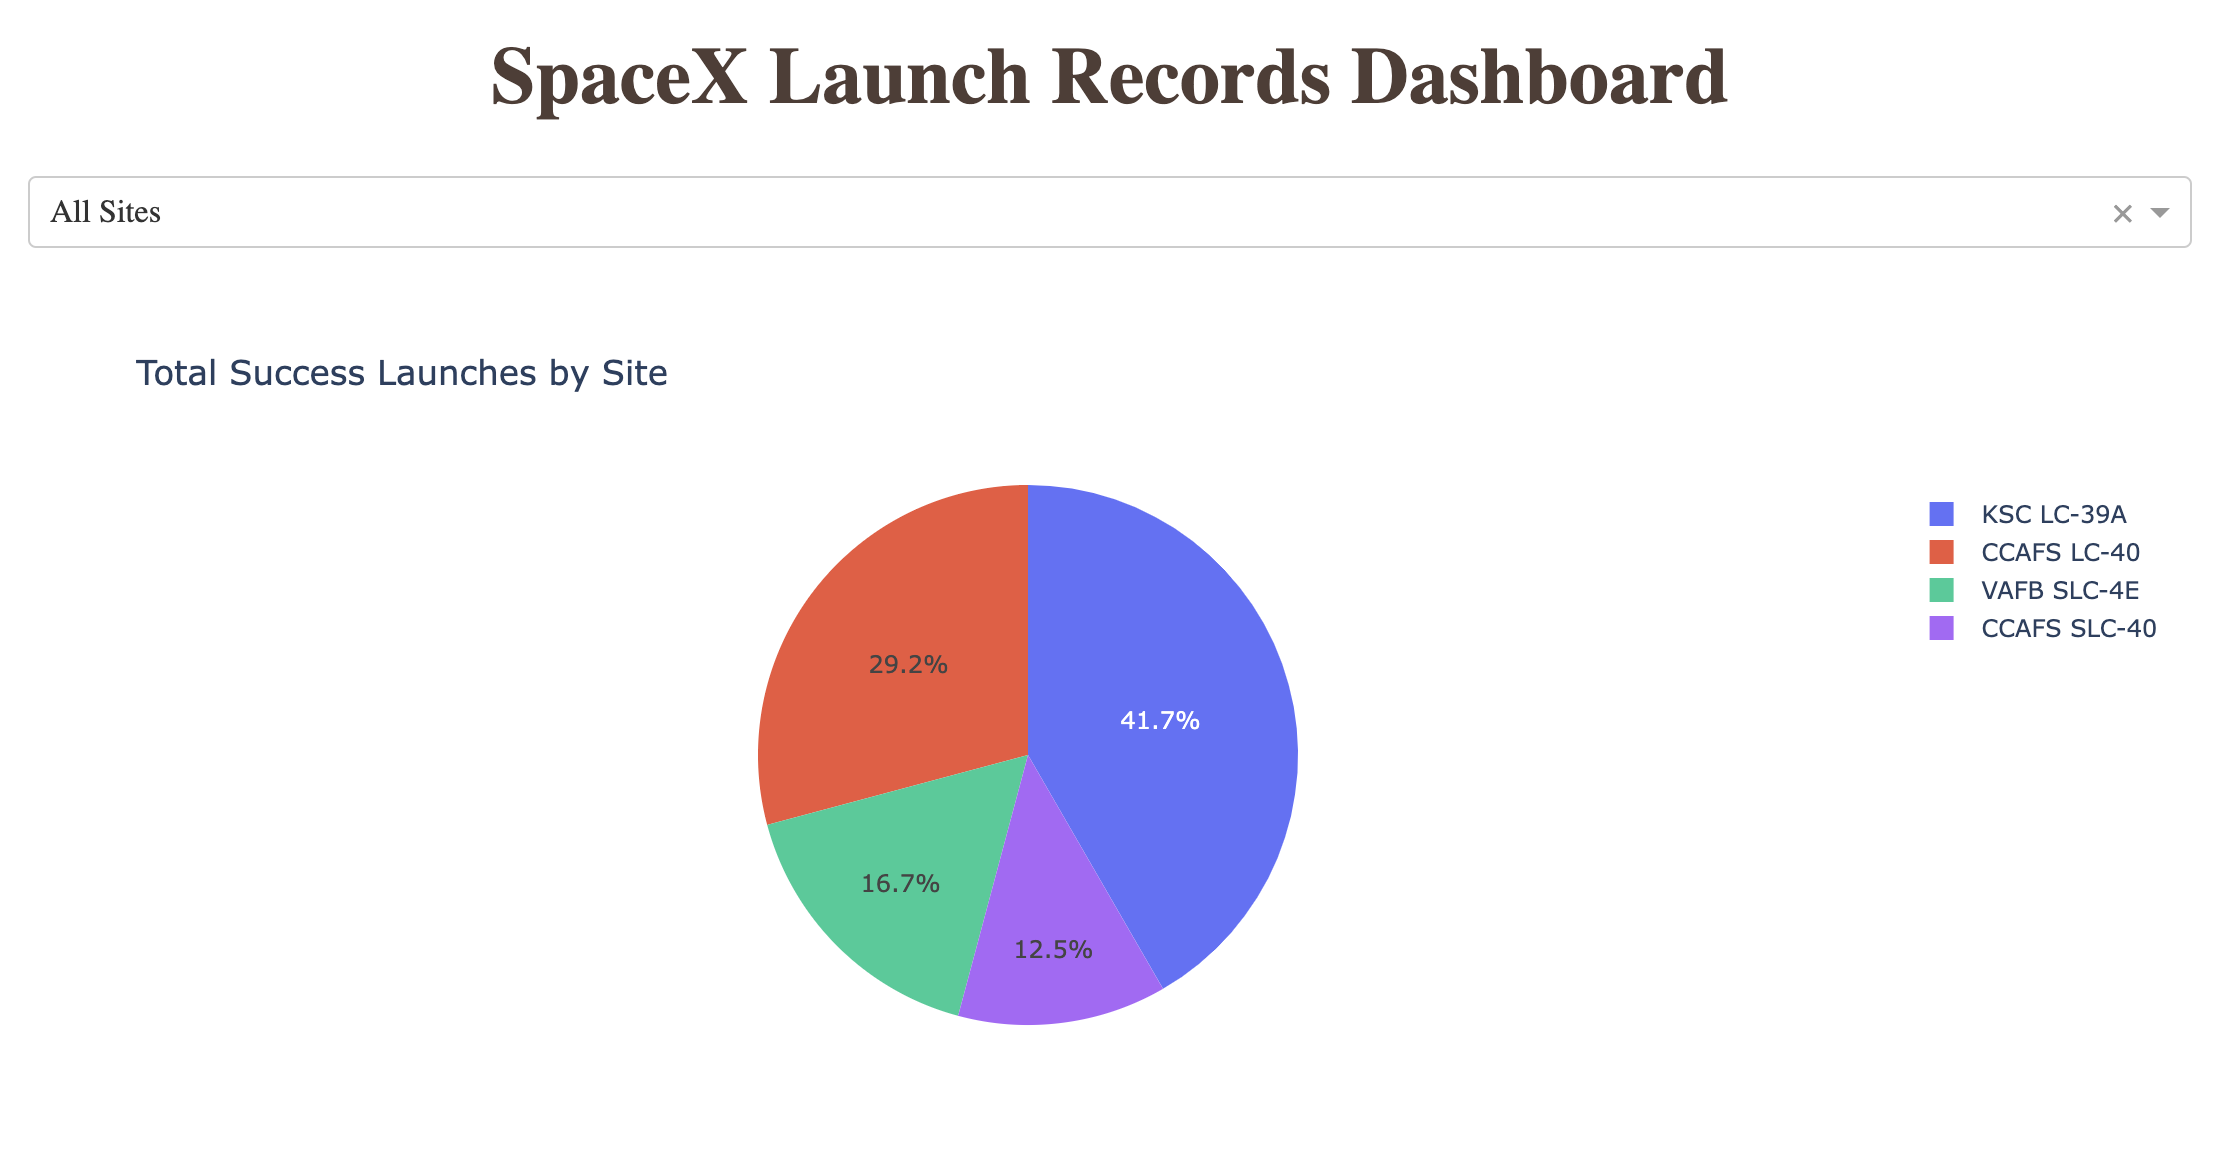 SpaceX Launch Records Dashboard
All Sites
Total Success Launches by Site
KSC LC-39A
CCAFS LC-40
VAFB SLC-4E
CCAFS SLC-40
29.2%
41.7%
16.7%
12.5%